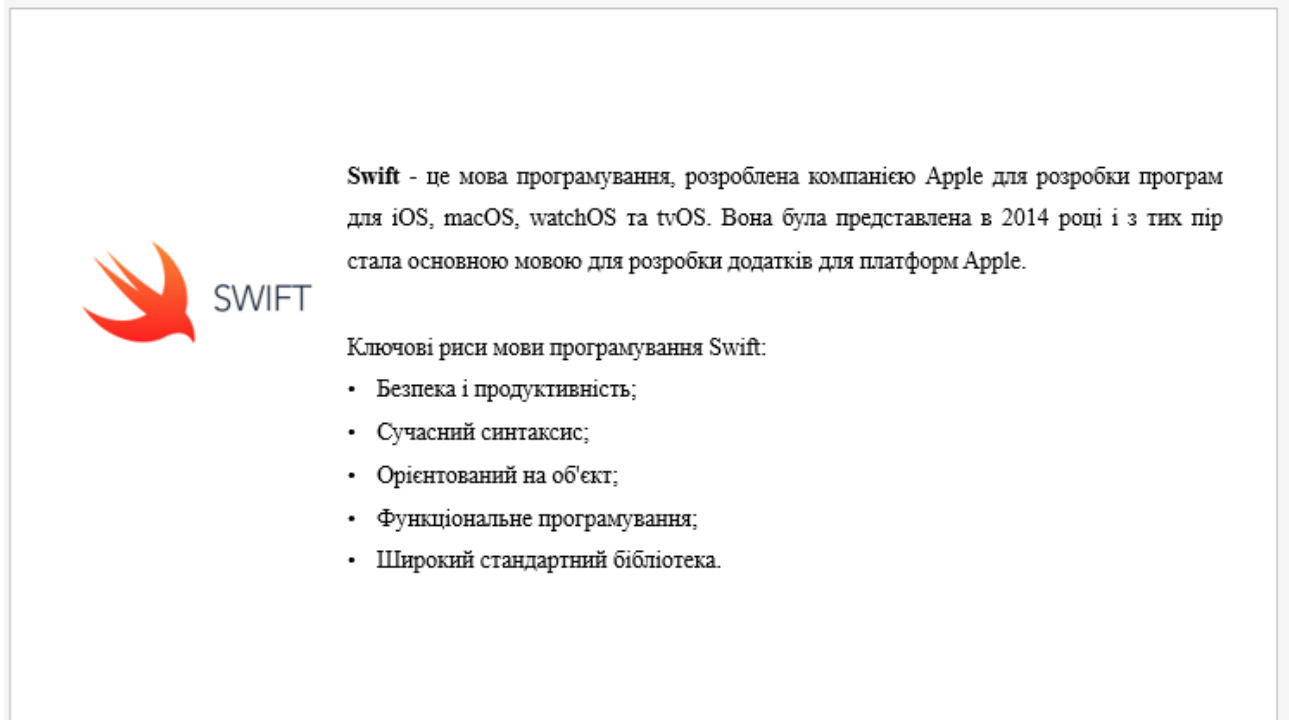 Swift - це мова програмування, розроблена компанією Apple для розробки програм
для iOS, macOS, watchOS та tvOS. Вона була представлена в 2014 році і з тих пір
стала основною мовою для розробки додатків для платформ Apple.
SWIFT
Ключові риси мови програмування Swift:
• Безпека і продуктивність;
• Сучасний синтаксис;
• Орієнтований на об'єкт;
• Функціональне програмування;
• Широкий стандартний бібліотека.